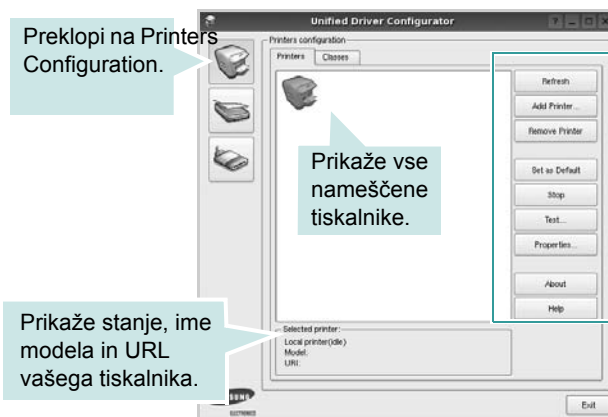 Unified Driver Configurator
Preklopi na Printers
Configuration.
Printers configuration
Printers
Classes
Refresh
Add Printer...
Remove Printer
Set as Default
Stop
Test...
Properties...
About
Help
Prikaže vse
nameščene
tiskalnike.
Prikaže stanje, ime
modela in URL
vašega tiskalnika.
Selected printer:
Local printer(idle)
Model:
URI:
ELECTRONICS
Exit